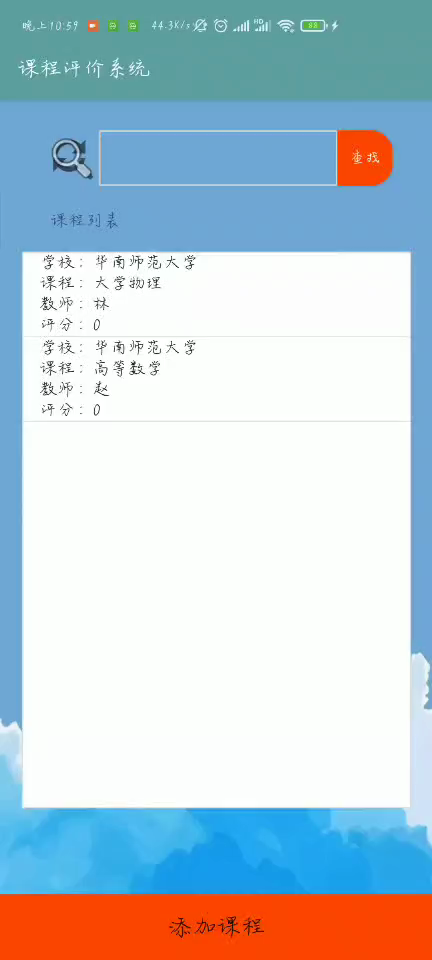 晚上10:59 44.3K/s HD
课程评价系统
查找
课程列表
学校：华南师范大学
课程：大学物理
教师：林
评分：0
学校：华南师范大学
课程：高等数学
教师：赵
评分：0
添加课程